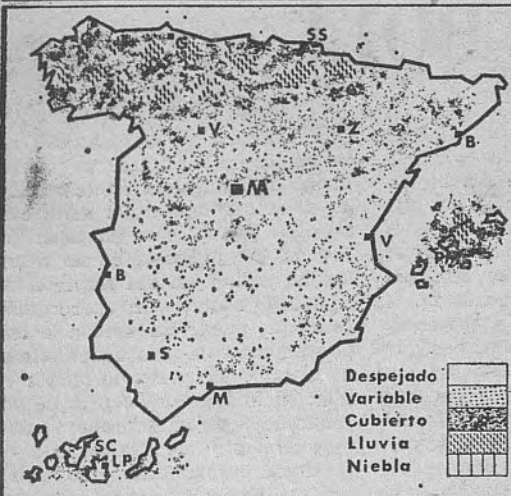 C
SS
V
Z
B
M
V
B
S
M
SC
LP
Despejado
Variable
Cubierto
Lluvia
Niebla